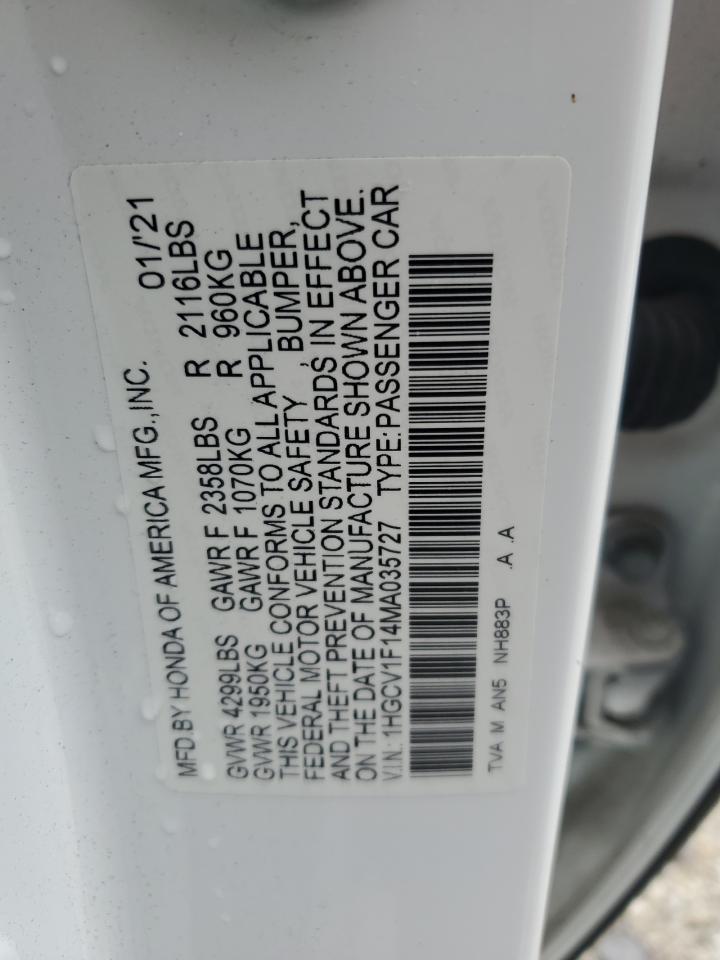 MFD.BY HONDA OF AMERICA MFG.,INC. 01/'21
GVWR 4299LBS GAWR F 2358LBS R 2116LBS
GVWR 1950KG GAWR F 1070KG R 960KG
THIS VEHICLE CONFORMS TO ALL APPLICABLE
FEDERAL MOTOR VEHICLE SAFETY , BUMPER,
AND THEFT PREVENTION STANDARDS IN EFFECT
ON THE DATE OF MANUFACTURE SHOWN ABOVE.
V.I.N.: 1HGCV1F14MA035727 TYPE:PASSENGER CAR
TVA M AN5 NH883P .A .A